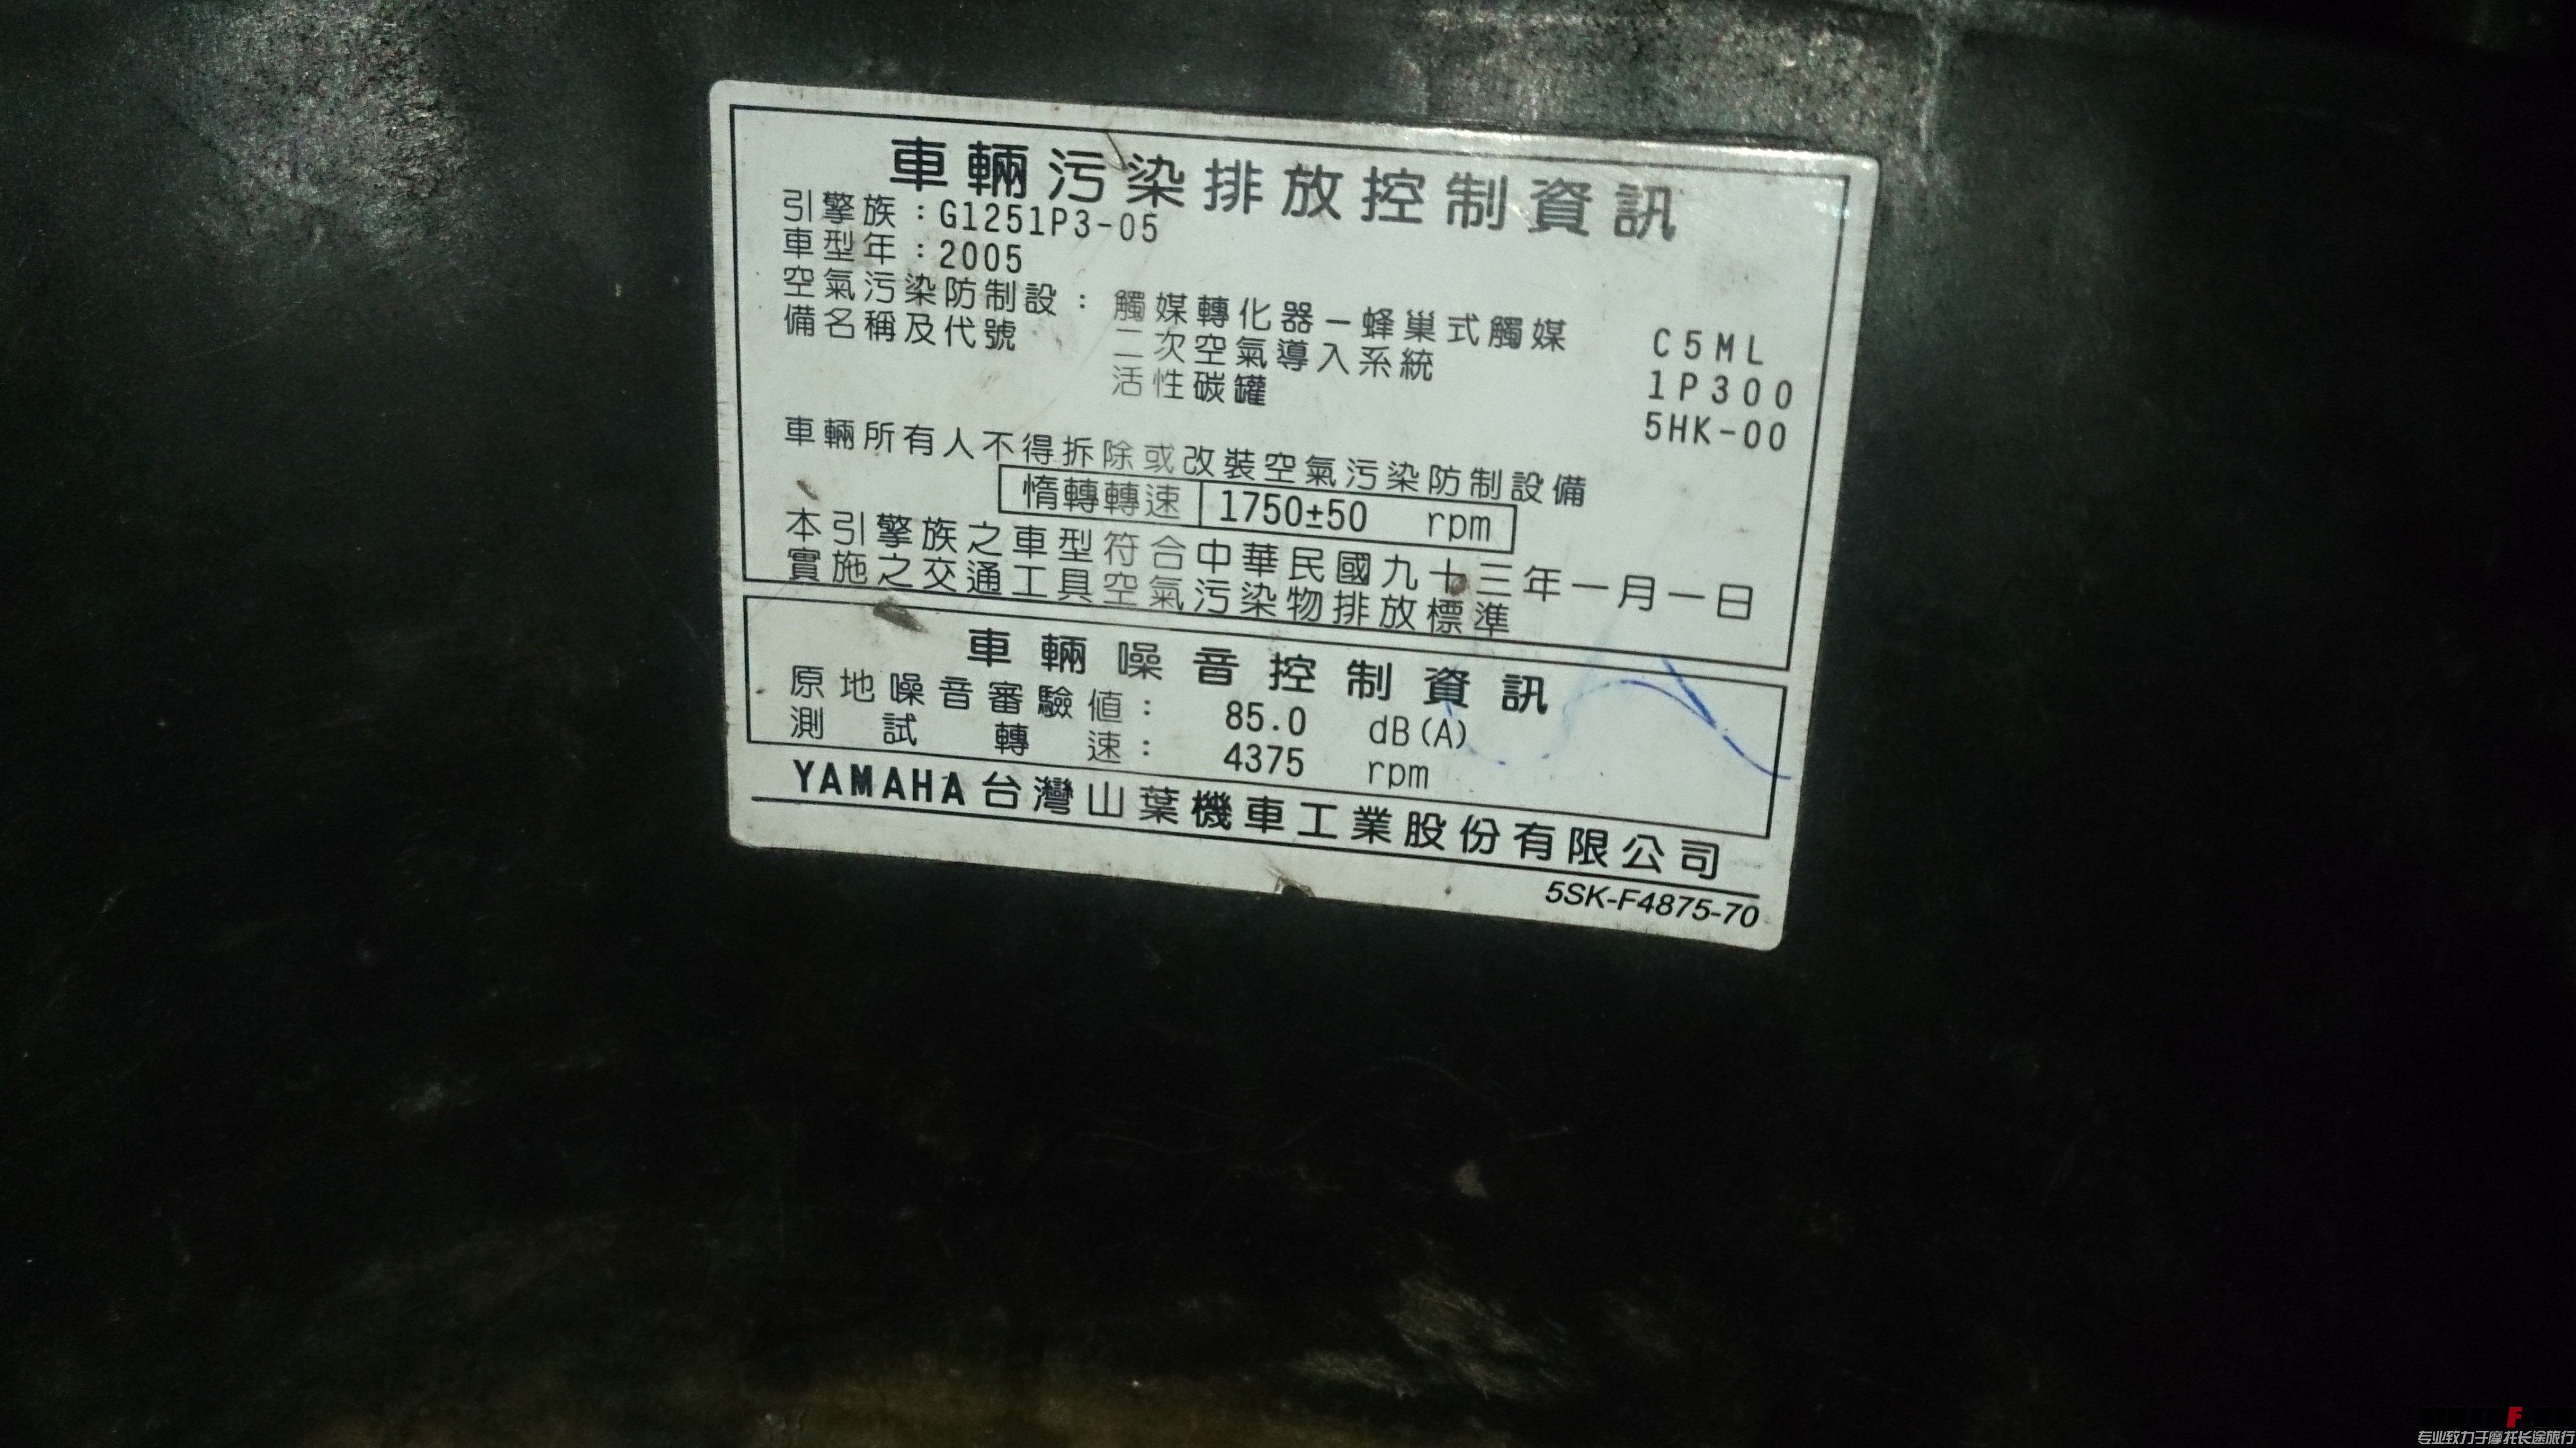 車輛污染排放控制資訊
引擎族：G1251P3-05
車型年：2005
空氣污染防制設：觸媒轉化器－蜂巢式觸媒 C5ML
備名稱及代號 二次空氣導入系統 1P300
活性碳罐 5HK-00
車輛所有人不得拆除或改裝空氣污染防制設備
惰轉轉速 1750±50 rpm
本引擎族之車型符合中華民國九十三年一月一日
實施之交通工具空氣污染物排放標準
車輛噪音控制資訊
原地噪音審驗值： 85.0 dB(A)
測試轉速： 4375 rpm
YAMAHA台灣山葉機車工業股份有限公司
5SK-F4875-70
F
专业致力于摩托长途旅行